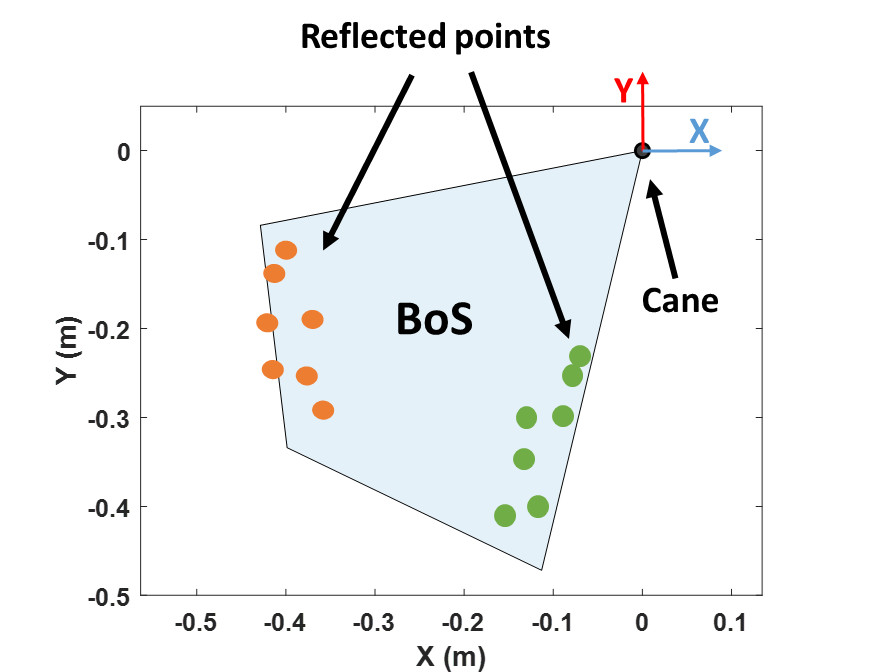 Reflected points
Y
X
0
-0.1
-0.2
-0.3
-0.4
-0.5
Y (m)
BoS
Cane
-0.5
-0.4
-0.3
-0.2
-0.1
0
0.1
X (m)